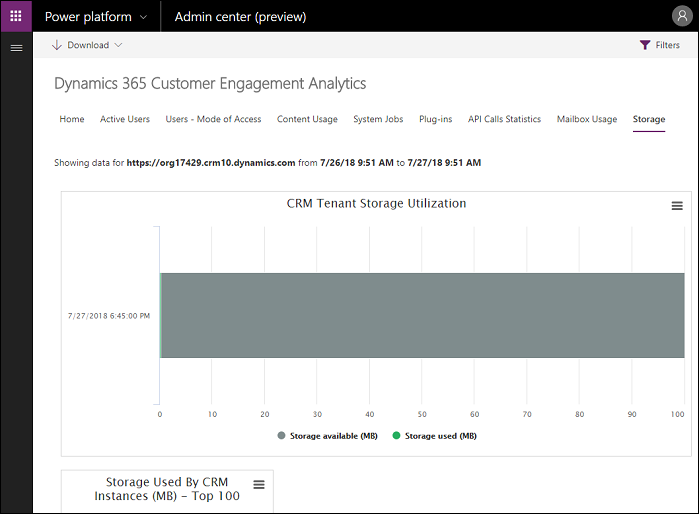 Power platform Admin center (preview)
Download Filters
Dynamics 365 Customer Engagement Analytics
Home Active Users Users - Mode of Access Content Usage System Jobs Plug-ins API Calls Statistics Mailbox Usage Storage
Showing data for https://org17429.crm10.dynamics.com from 7/26/18 9:51 AM to 7/27/18 9:51 AM
CRM Tenant Storage Utilization
7/27/2018 6:45:00 PM
0 10 20 30 40 50 60 70 80 90 100
Storage available (MB) Storage used (MB)
Storage Used By CRM
Instances (MB) - Top 100